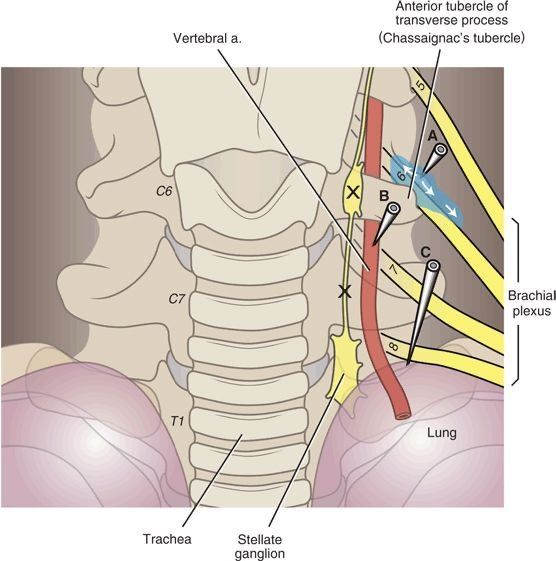 Anterior tubercle of
transverse process
(Chassaignac's tubercle)
Vertebral a.
5
A
6
C6
X
B
C
7
C7
X
Brachial
plexus
8
T1
Lung
Trachea
Stellate
ganglion